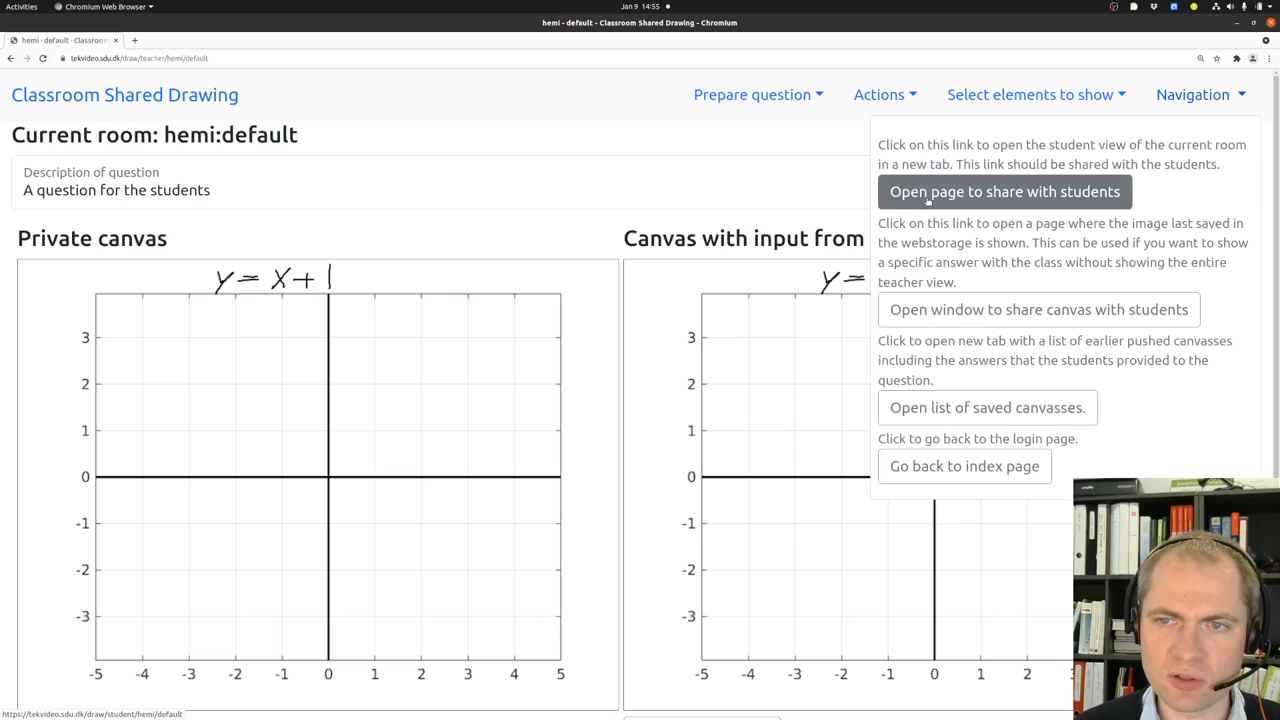 Activities
Chromium Web Browser
Jan 9 14:55
hemi - default - Classroom Shared Drawing - Chromium
hemi - default - Classroom
tekvideo.sdu.dk/draw/teacher/hemi/default
Classroom Shared Drawing
Prepare question
Actions
Select elements to show
Navigation
Current room: hemi:default
Description of question
A question for the students
Click on this link to open the student view of the current room
in a new tab. This link should be shared with the students.
Open page to share with students
Click on this link to open a page where the image last saved in
the webstorage is shown. This can be used if you want to show
a specific answer with the class without showing the entire
teacher view.
Open window to share canvas with students
Click to open new tab with a list of earlier pushed canvasses
including the answers that the students provided to the
question.
Open list of saved canvasses.
Click to go back to the login page.
Go back to index page
Private canvas
y = x + 1
3
2
1
0
-1
-2
-3
-5 -4 -3 -2 -1 0 1 2 3 4 5
Canvas with input from
y =
3
2
1
0
-1
-2
-3
-5 -4 -3 -2 -1 0 1 2 3
https://tekvideo.sdu.dk/draw/student/hemi/default